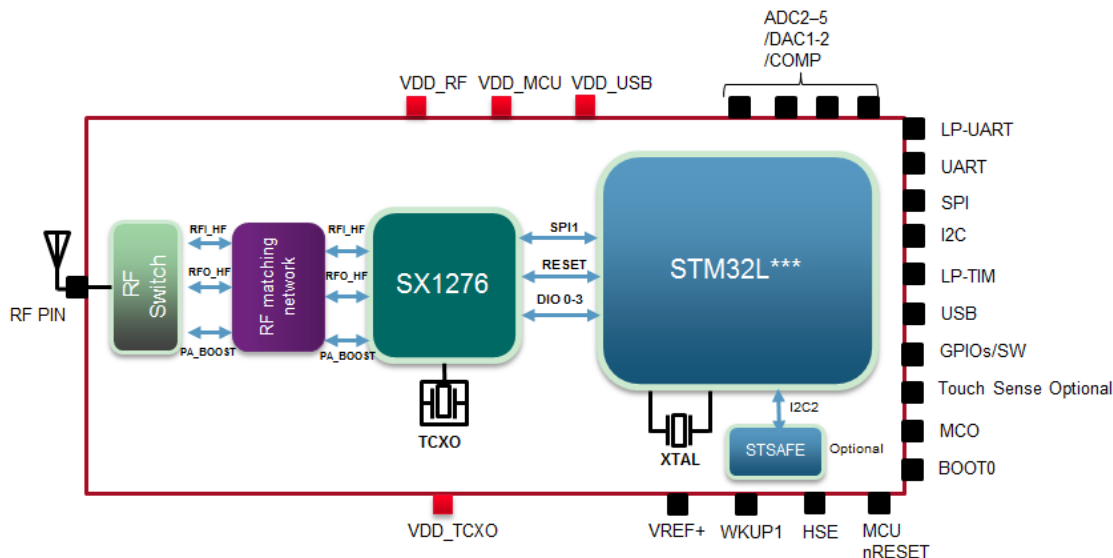 ADC2–5
/DAC1-2
/COMP
VDD_RF
VDD_MCU
VDD_USB
LP-UART
UART
SPI
I2C
LP-TIM
USB
GPIOs/SW
Touch Sense Optional
MCO
BOOT0
RF PIN
RF
Switch
RFI_HF
RFO_HF
PA_BOOST
RF matching
network
RFI_HF
RFO_HF
PA_BOOST
SX1276
SPI1
RESET
DIO 0-3
STM32L***
TCXO
XTAL
I2C2
STSAFE
Optional
VDD_TCXO
VREF+
WKUP1
HSE
MCU
nRESET